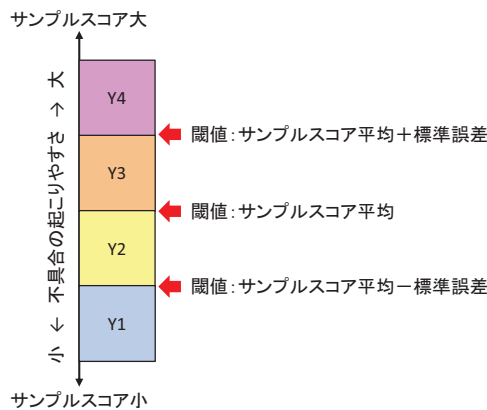 サンプルスコア大
小 ← 不具合の起こりやすさ → 大
Y4
閾値：サンプルスコア平均＋標準誤差
Y3
閾値：サンプルスコア平均
Y2
閾値：サンプルスコア平均－標準誤差
Y1
サンプルスコア小